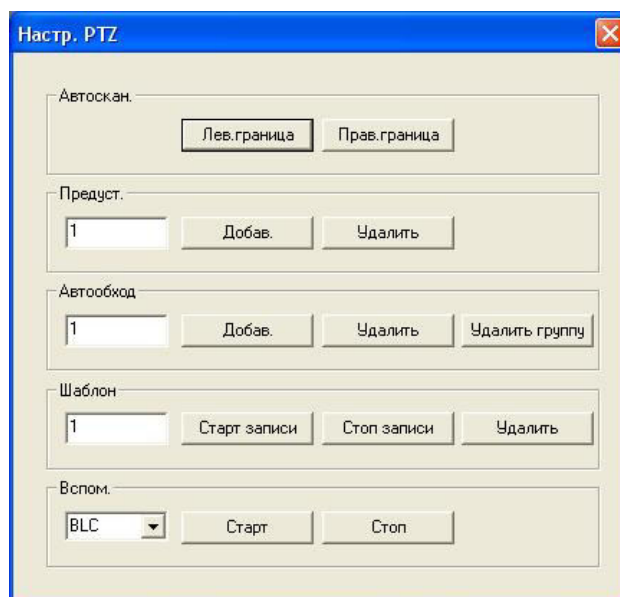 Настр. PTZ
Автоскан.
Лев.граница Прав.граница
Предуст.
1 Добав. Удалить
Автообход
1 Добав. Удалить Удалить группу
Шаблон
1 Старт записи Стоп записи Удалить
Вспом.
BLC Старт Стоп